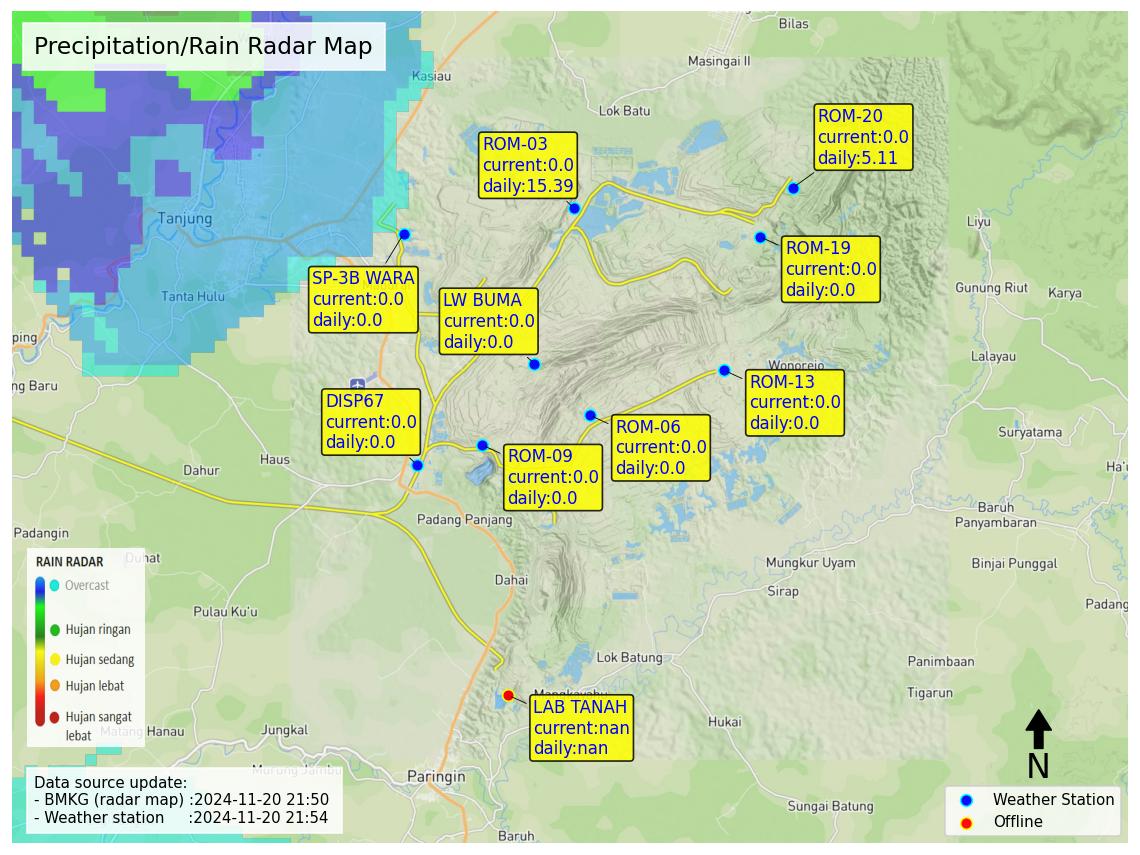 Precipitation/Rain Radar Map
Bilas
Masingai II
Kasiau
Lok Batu
ROM-20
current:0.0
daily:5.11
ROM-03
current:0.0
daily:15.39
Tanjung
Liyu
ROM-19
current:0.0
daily:0.0
SP-3B WARA
current:0.0
daily:0.0
Tanta Hulu
LW BUMA
current:0.0
daily:0.0
Gunung Riut
Karya
ping
Lalayau
Wonorejo
ng Baru
ROM-13
current:0.0
daily:0.0
DISP67
current:0.0
daily:0.0
ROM-06
current:0.0
daily:0.0
Suryatama
ROM-09
current:0.0
daily:0.0
Haus
Dahur
Ha'u
Padang Panjang
Baruh
Panyambaran
Padangin
Duhat
RAIN RADAR
Overcast
Hujan ringan
Hujan sedang
Hujan lebat
Hujan sangat
lebat
Mungkur Uyam
Binjai Punggal
Dahai
Sirap
Padang
Pulau Ku'u
Lok Batung
Panimbaan
Tigarun
Mangkayahu
LAB TANAH
current:nan
daily:nan
Matang Hanau
Jungkal
Hukai
Murung Jambu
Paringin
N
Data source update:
- BMKG (radar map) :2024-11-20 21:50
- Weather station :2024-11-20 21:54
Sungai Batung
Baruh
Weather Station
Offline